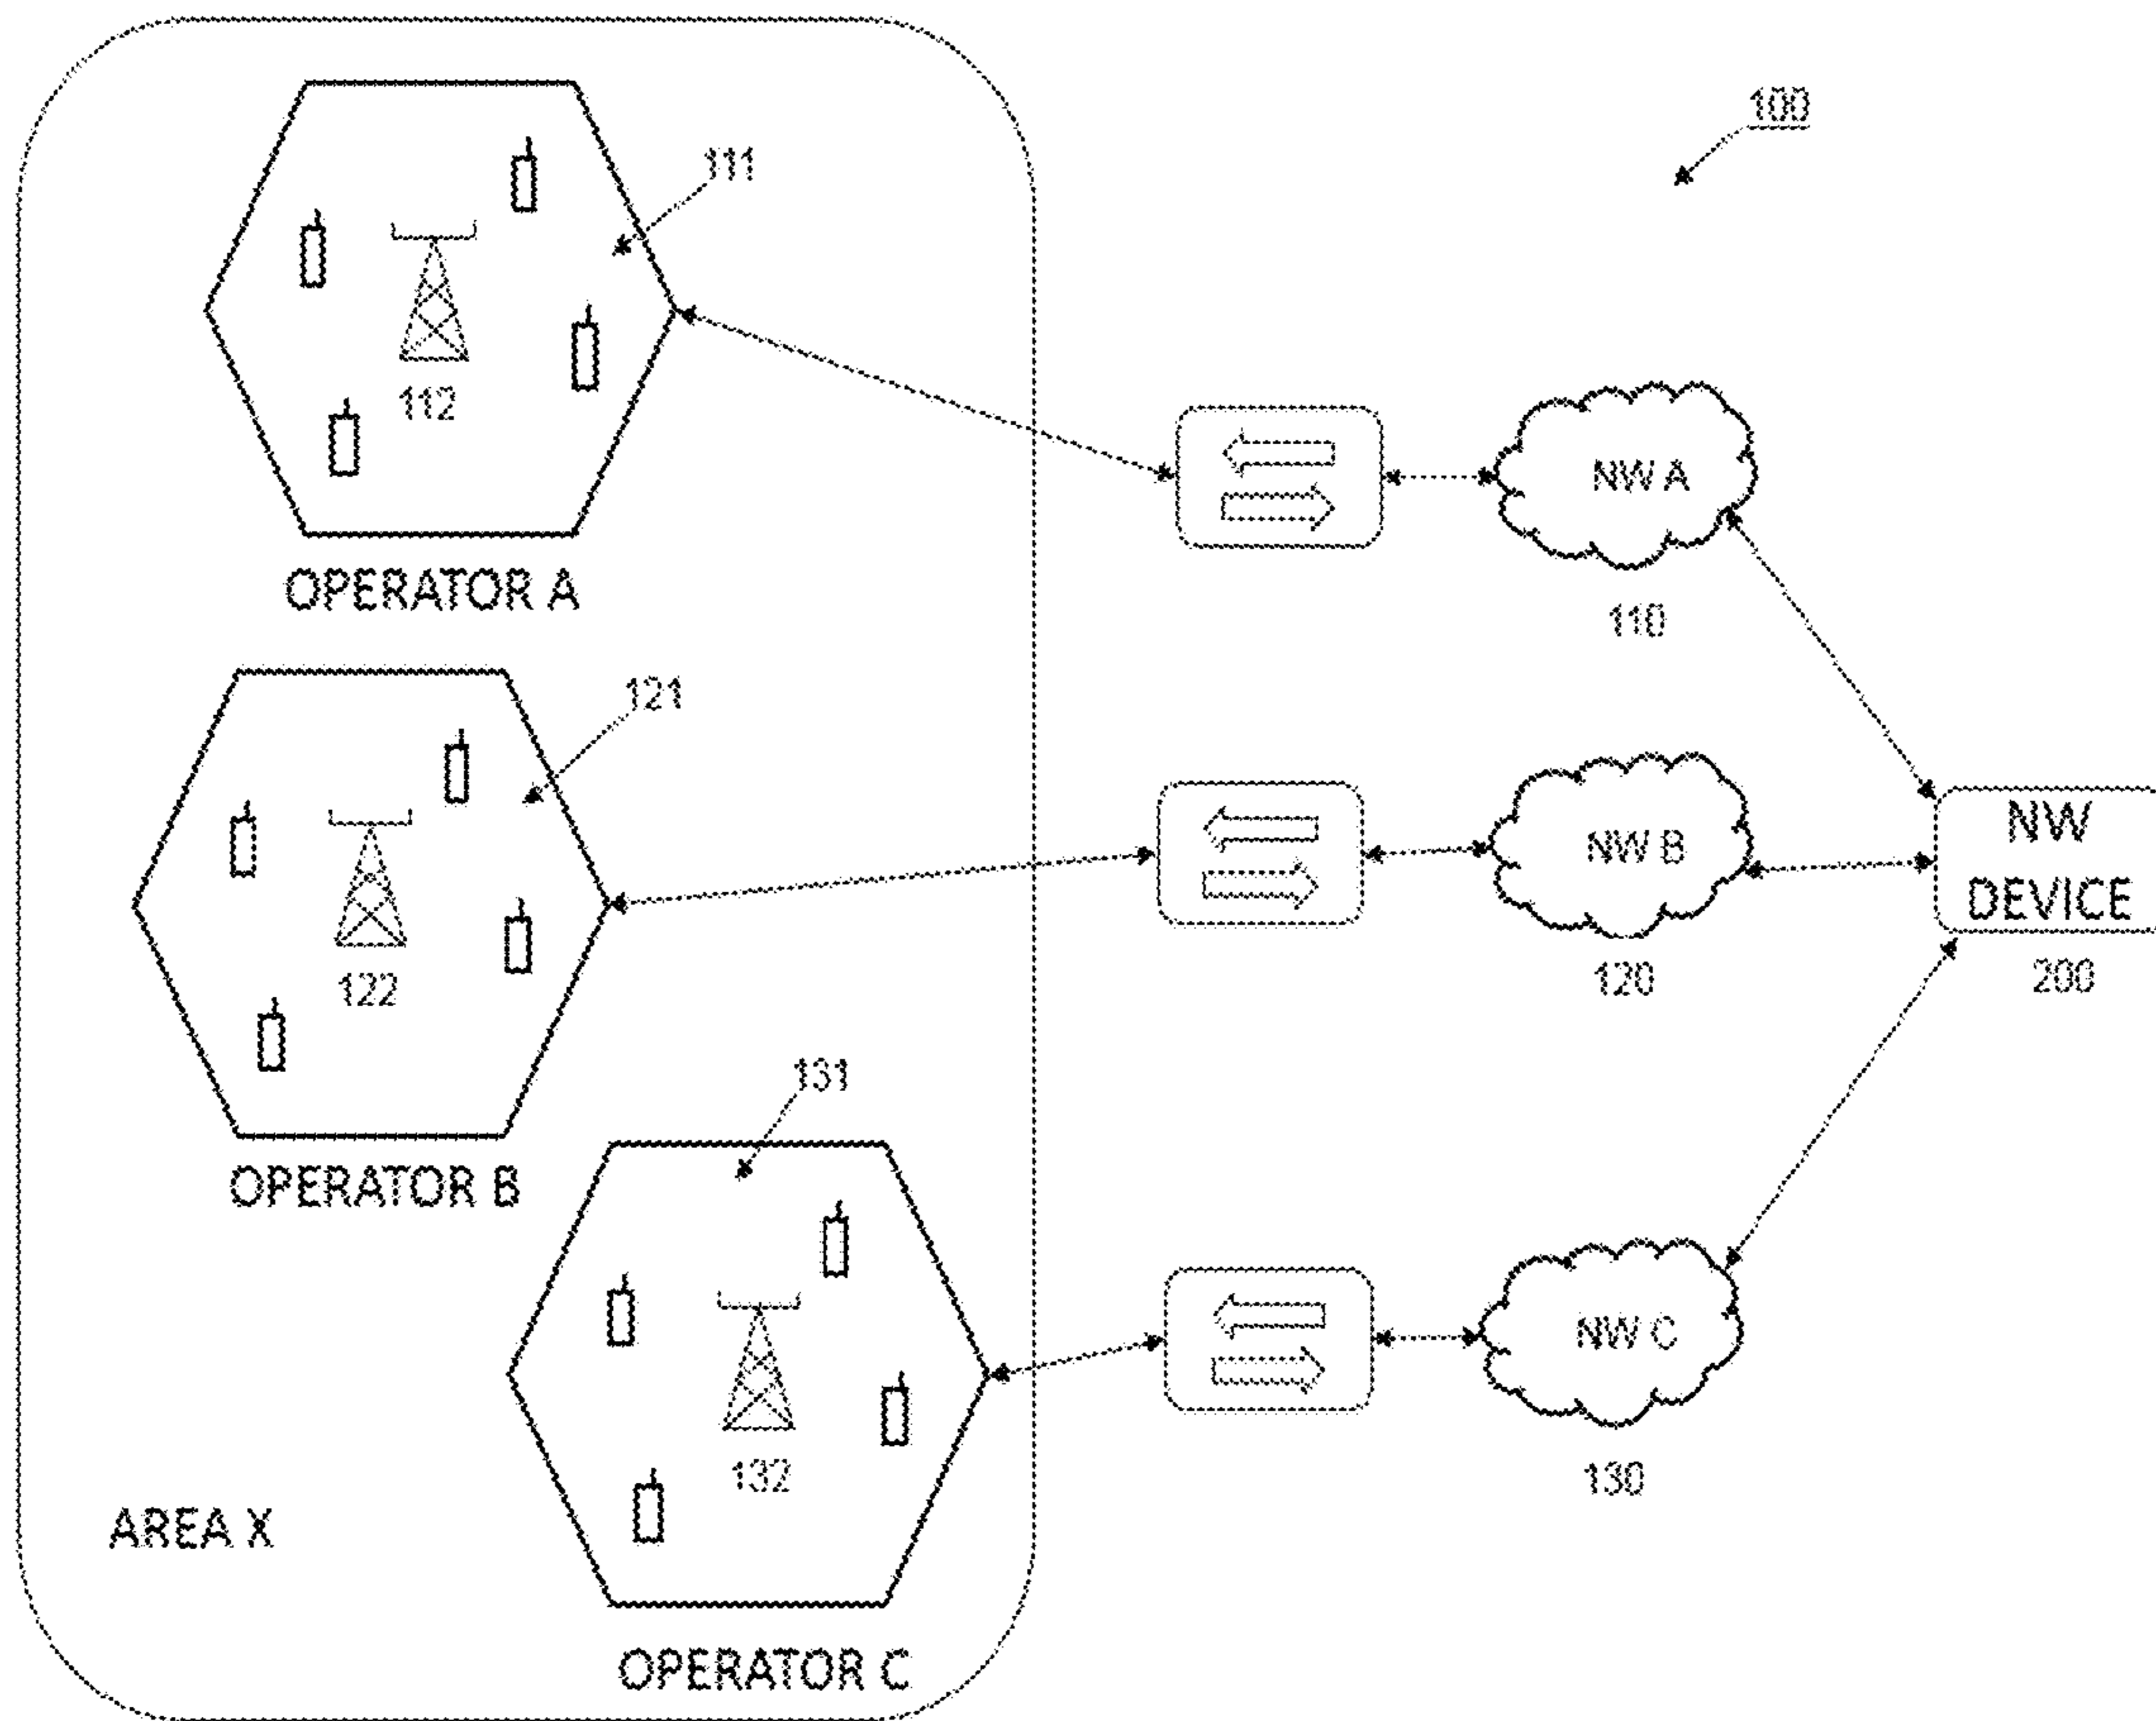 100
111
112
NW A
OPERATOR A
110
121
NW B
NW
DEVICE
122
120
200
131
OPERATOR B
NW C
132
130
AREA X
OPERATOR C